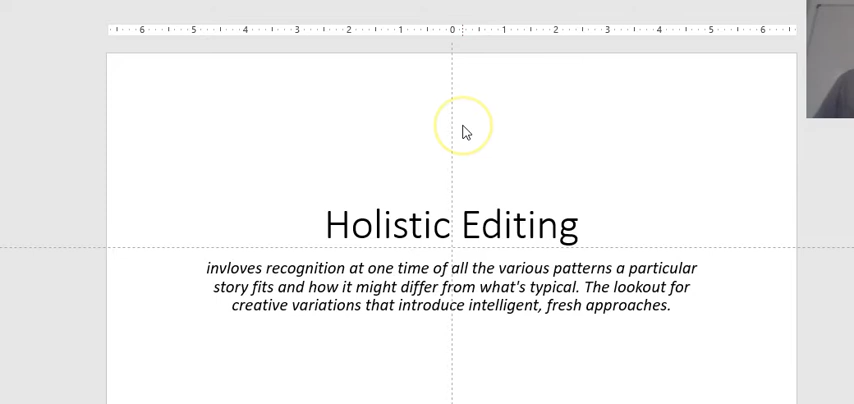 6 5 4 3 2 1 0 1 2 3 4 5 6
Holistic Editing
invloves recognition at one time of all the various patterns a particular
story fits and how it might differ from what's typical. The lookout for
creative variations that introduce intelligent, fresh approaches.